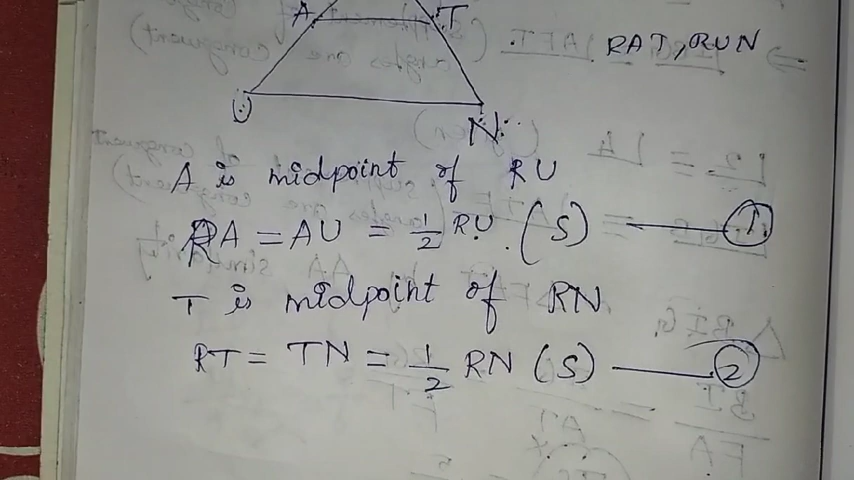 A T
RAT, RUN
U N
A is midpoint of RU
RA = AU = 1/2 RU. (S) — 1
T is midpoint of RN
RT = TN = 1/2 RN (S) — 2